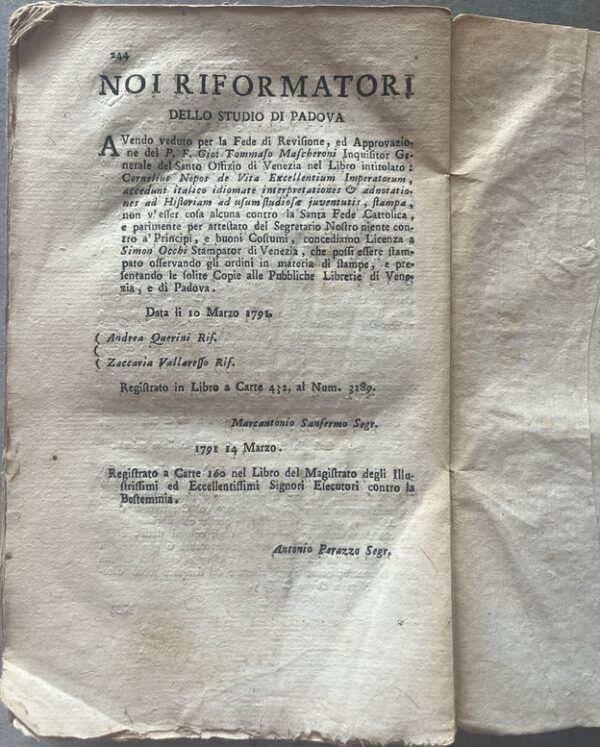 244
NOI RIFORMATORI
DELLO STUDIO DI PADOVA
AVendo veduto per la Fede di Revisione, ed Approvazio-
ne del P. F. Gio: Tommaso Mascheroni Inquisitor Ge-
nerale del Santo Offizio di Venezia nel Libro intitolato:
Cornelius Nepos de Vita Excellentium Imperatorum,
accedunt italico idiomate interpretationes & adnotatio-
nes ad Historiam ad usum studiosæ juventutis, stampa,
non v'esser cosa alcuna contro la Santa Fede Cattolica,
e parimente per attestato del Segretario Nostro niente con-
tro a' Principi, e buoni Costumi, concediamo Licenza a
Simon Occhi Stampator di Venezia, che possi essere stam-
pato osservando gli ordini in materia di stampe, e pre-
sentando le solite Copie alle Pubbliche Librerie di Vene-
zia, e di Padova.
Data li 10 Marzo 1791.
( Andrea Querini Rif.
(
( Zaccaria Vallaresso Rif.
Registrato in Libro a Carte 432, al Num. 3189.
Marcantonio Sanfermo Segr.
1791 14 Marzo.
Registrato a Carte 160 nel Libro del Magistrato degli Illu-
strissimi ed Eccellentissimi Signori Esecutori contro la
Bestemmia.
Antonio Perazzo Segr.